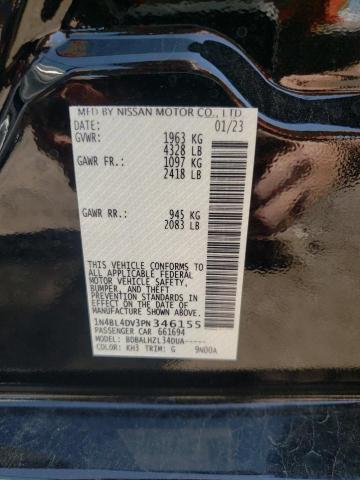 MFD BY NISSAN MOTOR CO., LTD.
DATE: 01/23
GVWR: 1963 KG
4328 LB
GAWR FR.: 1097 KG
2418 LB
GAWR RR.: 945 KG
2083 LB
THIS VEHICLE CONFORMS
TO ALL APPLICABLE FEDERAL
MOTOR VEHICLE SAFETY,
BUMPER, AND THEFT
PREVENTION STANDARDS IN
EFFECT ON THE DATE OF
MANUFACTURE SHOWN ABOVE.
1N4BL4DV3PN346155
PASSENGER CAR 661694
MODEL: BDBALHZL34DUA-----
COLOR: KH3 TRIM: G 9N00A